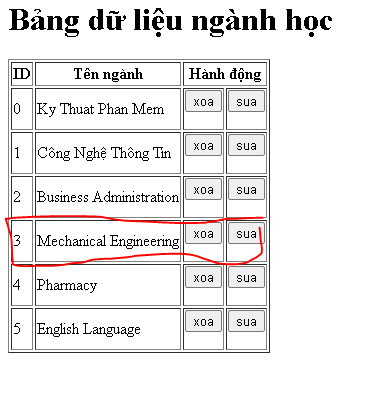 Bảng dữ liệu ngành học
ID Tên ngành Hành động
0 Ky Thuat Phan Mem xoa sua
1 Công Nghệ Thông Tin xoa sua
2 Business Administration xoa sua
3 Mechanical Engineering xoa sua
4 Pharmacy xoa sua
5 English Language xoa sua